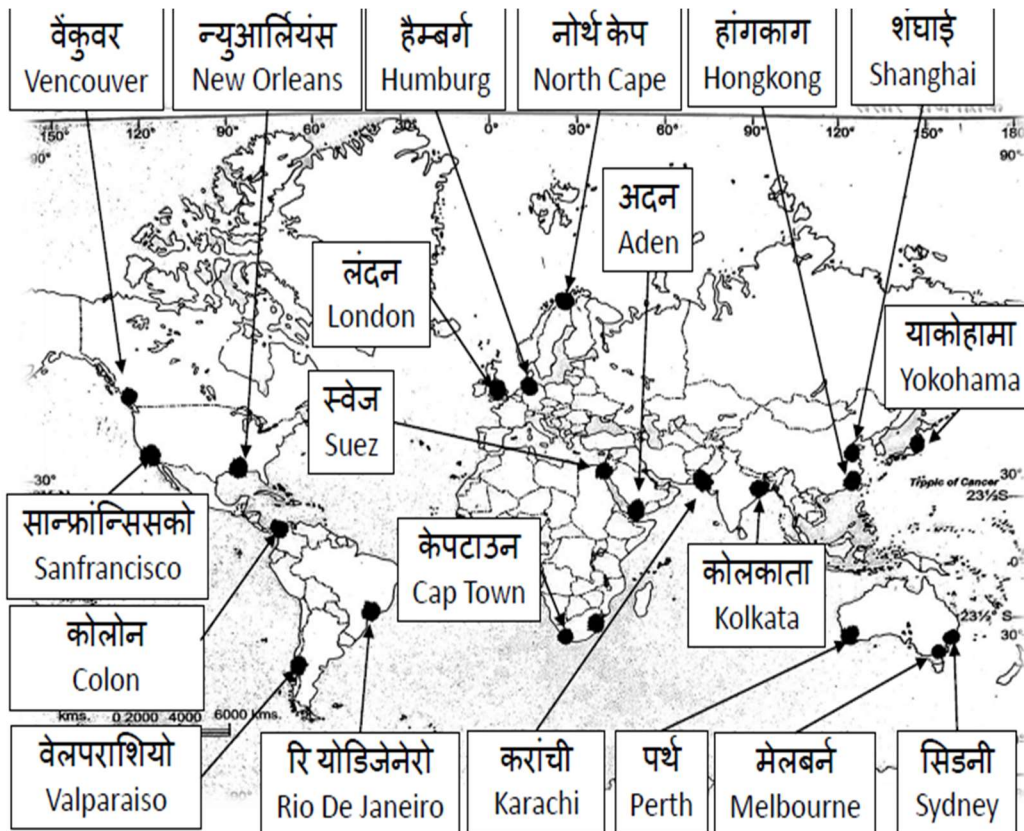 वेंकुवर
Vencouver
न्युआर्लियंस
New Orleans
हैम्बर्ग
Humburg
नोर्थ केप
North Cape
हांगकाग
Hongkong
शंघाई
Shanghai
150° 120° 90° 60° 30° 0° 30° 60° 90° 120° 150° 180
90° 90°
अदन
Aden
लंदन
London
याकोहामा
Yokohama
स्वेज
Suez
30° 30°
Tropic of Cancer
23½°S
सान्फ्रांन्सिसको
Sanfrancisco
केपटाउन
Cap Town
कोलकाता
Kolkata
0°
कोलोन
Colon
23½° S
30°
kms. 0 2000 4000 6000 kms.
वेलपराशियो
Valparaiso
रि योडिजेनेरो
Rio De Janeiro
करांची
Karachi
पर्थ
Perth
मेलबर्न
Melbourne
सिडनी
Sydney